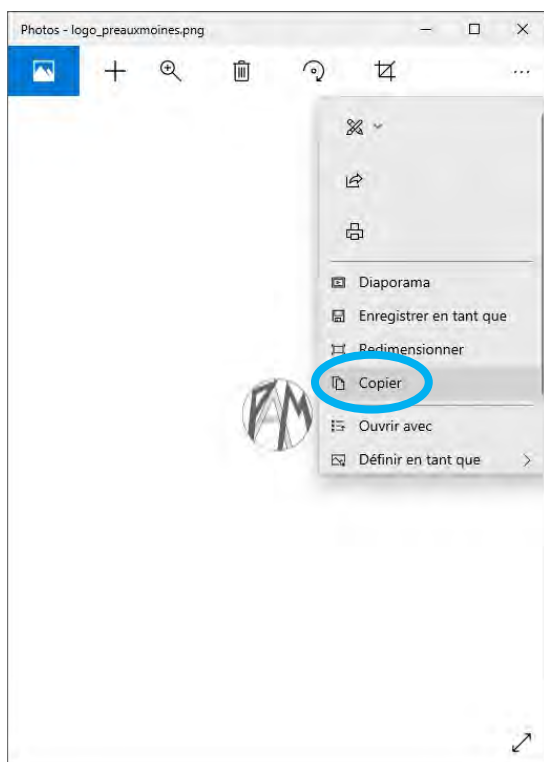 Photos - logo_preauxmoines.png
Diaporama
Enregistrer en tant que
Redimensionner
Copier
PAM
Ouvrir avec
Définir en tant que